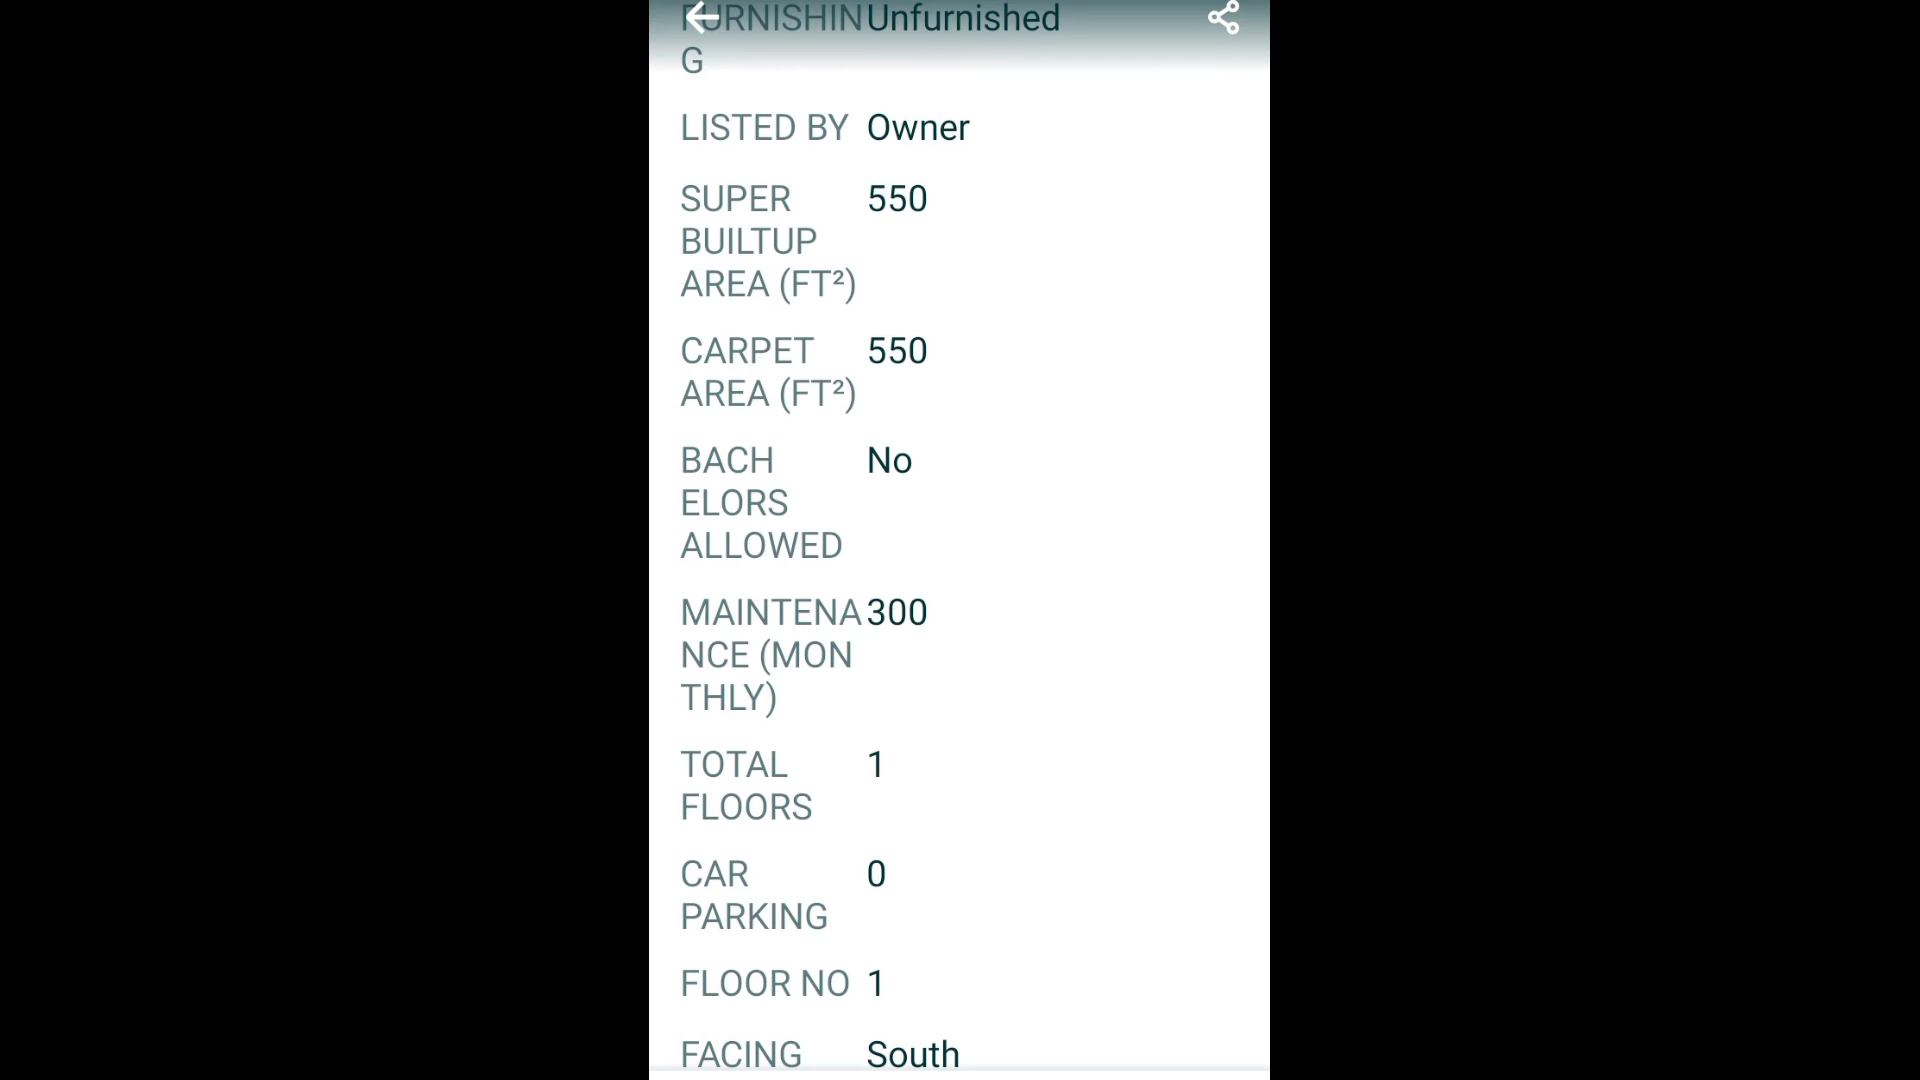 FURNISHIN Unfurnished
G
LISTED BY Owner
SUPER 550
BUILTUP
AREA (FT²)
CARPET 550
AREA (FT²)
BACH No
ELORS
ALLOWED
MAINTENA 300
NCE (MON
THLY)
TOTAL 1
FLOORS
CAR 0
PARKING
FLOOR NO 1
FACING South